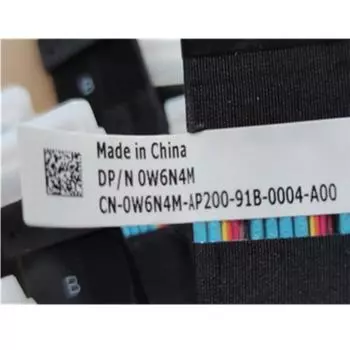 B
Made in China
DP/N 0W6N4M
CN-0W6N4M-AP200-91B-0004-A00
B